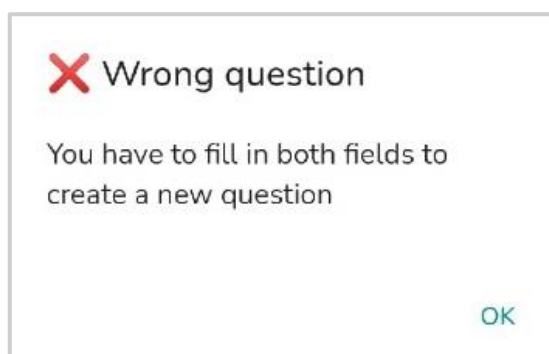 ❌ Wrong question
You have to fill in both fields to
create a new question
OK